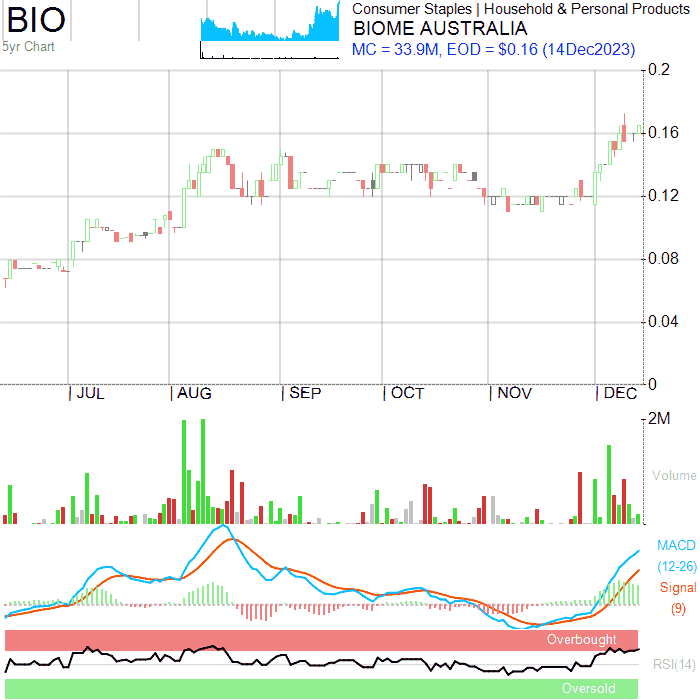 BIO
5yr Chart
Consumer Staples | Household & Personal Products
BIOME AUSTRALIA
MC = 33.9M, EOD = $0.16 (14Dec2023)
0.2
0.16
0.12
0.08
0.04
0
JUL AUG SEP OCT NOV DEC
2M
Volume
MACD
(12-26)
Signal
(9)
Overbought
RSI(14)
Oversold